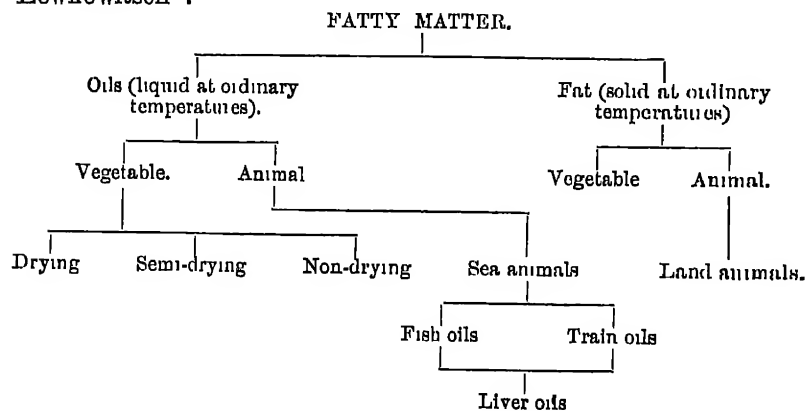 FATTY MATTER.
Oils (liquid at ordinary
temperatures).
Fat (solid at ordinary
temperatures)
Vegetable.
Animal
Vegetable
Animal.
Drying
Semi-drying
Non-drying
Sea animals
Land animals.
Fish oils
Train oils
Liver oils